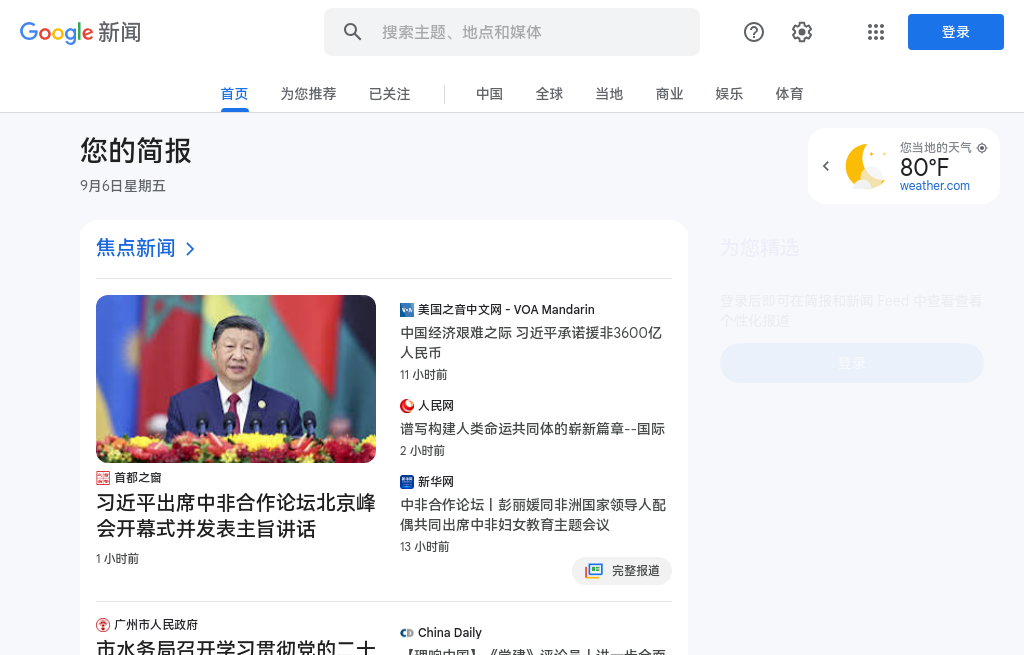 Google 新闻
搜索主题、地点和媒体
登录
首页
为您推荐
已关注
中国
全球
当地
商业
娱乐
体育
您的简报
9月6日星期五
您当地的天气
80°F
weather.com
焦点新闻
首都之窗
习近平出席中非合作论坛北京峰
会开幕式并发表主旨讲话
1 小时前
VOA
美国之音中文网 - VOA Mandarin
中国经济艰难之际 习近平承诺援非3600亿
人民币
11 小时前
人民网
谱写构建人类命运共同体的崭新篇章--国际
2 小时前
新华网
中非合作论坛丨彭丽媛同非洲国家领导人配
偶共同出席中非妇女教育主题会议
13 小时前
完整报道
为您精选
登录后即可在简报和新闻 Feed 中查看查看
个性化报道
登录
广州市人民政府
市水务局召开学习贯彻党的二十
CD
China Daily
【理响中国】《党建》评论员丨进一步全面